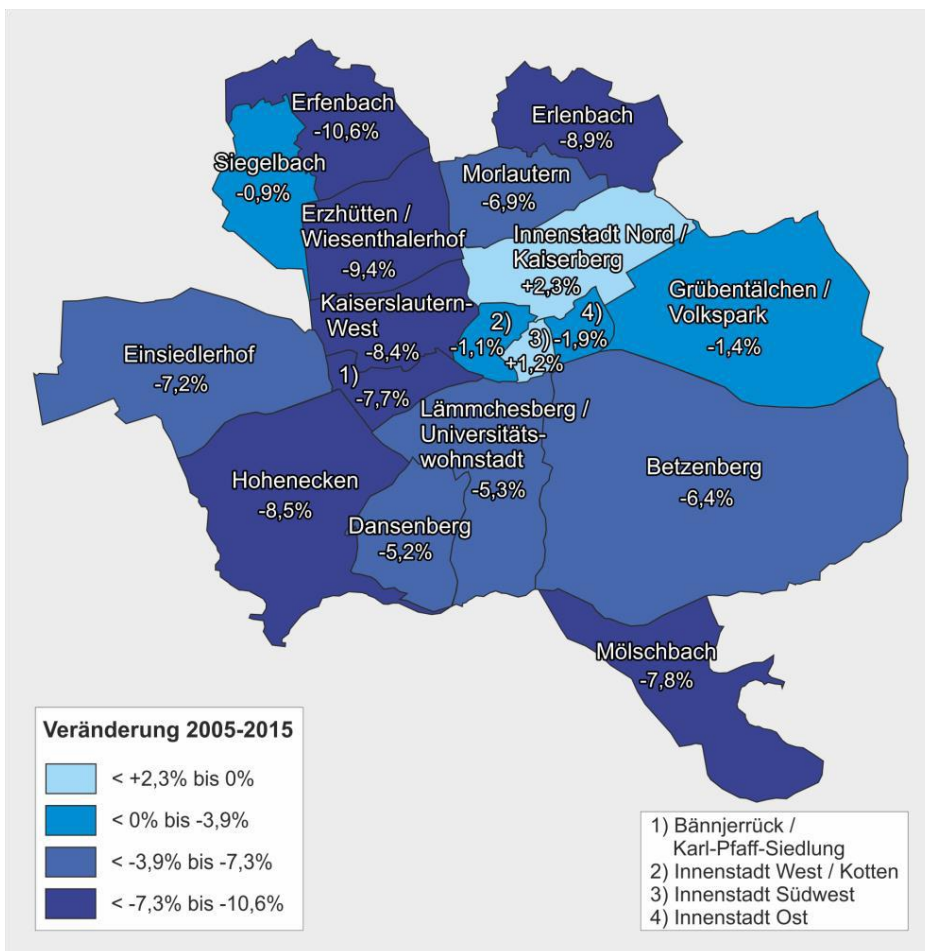 Erfenbach
-10,6%
Erlenbach
-8,9%
Siegelbach
-0,9%
Morlautern
-6,9%
Erzhütten /
Wiesenthalerhof
-9,4%
Innenstadt Nord /
Kaiserberg
+2,3%
Kaiserslautern-
West
-8,4%
Grübentälchen /
Volkspark
-1,4%
2)
-1,1%
3)
+1,2%
4)
-1,9%
Einsiedlerhof
-7,2%
1)
-7,7%
Lämmchesberg /
Universitäts-
wohnstadt
-5,3%
Betzenberg
-6,4%
Hohenecken
-8,5%
Dansenberg
-5,2%
Mölschbach
-7,8%
Veränderung 2005-2015
< +2,3% bis 0%
< 0% bis -3,9%
< -3,9% bis -7,3%
< -7,3% bis -10,6%
1) Bännjerrück /
Karl-Pfaff-Siedlung
2) Innenstadt West / Kotten
3) Innenstadt Südwest
4) Innenstadt Ost